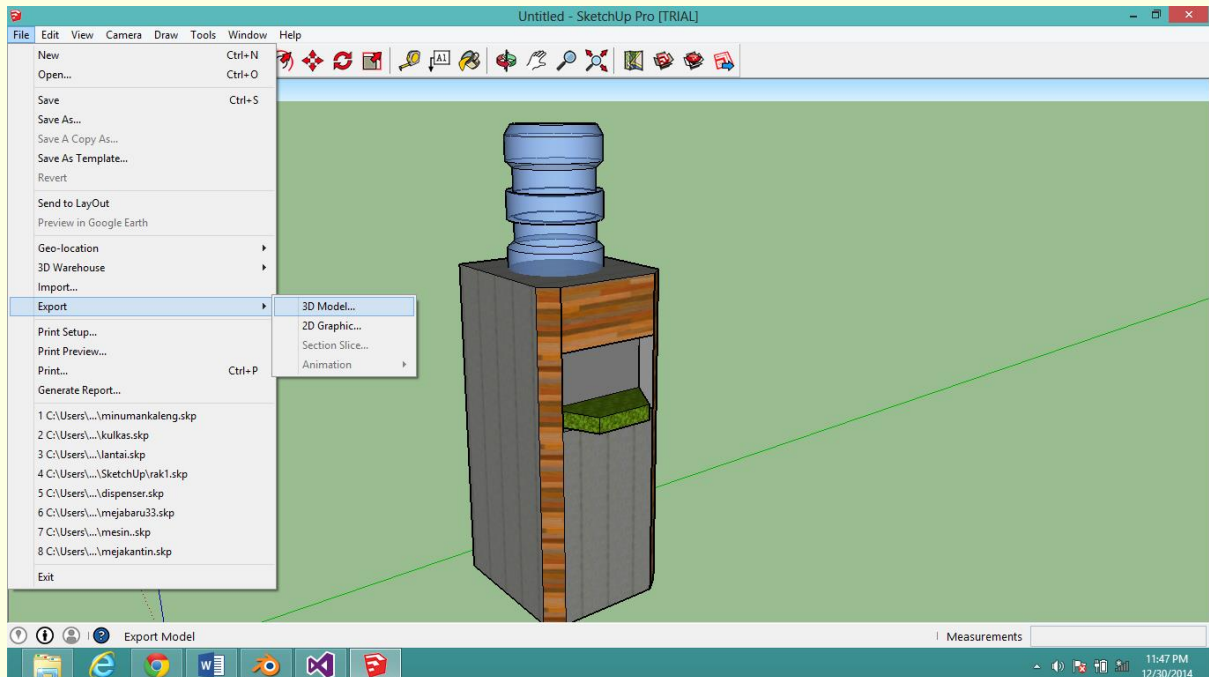 Untitled - SketchUp Pro [TRIAL]
File Edit View Camera Draw Tools Window Help
New Ctrl+N
Open... Ctrl+O
Save Ctrl+S
Save As...
Save A Copy As...
Save As Template...
Revert
Send to LayOut
Preview in Google Earth
Geo-location
3D Warehouse
Import...
Export
3D Model...
2D Graphic...
Section Slice...
Animation
Print Setup...
Print Preview...
Print... Ctrl+P
Generate Report...
1 C:\Users\...\minumankaleng.skp
2 C:\Users\...\kulkas.skp
3 C:\Users\...\lantai.skp
4 C:\Users\...\SketchUp\rak1.skp
5 C:\Users\...\dispenser.skp
6 C:\Users\...\mejabaru33.skp
7 C:\Users\...\mesin..skp
8 C:\Users\...\mejakantin.skp
Exit
A1
Export Model
Measurements
11:47 PM
12/30/2014